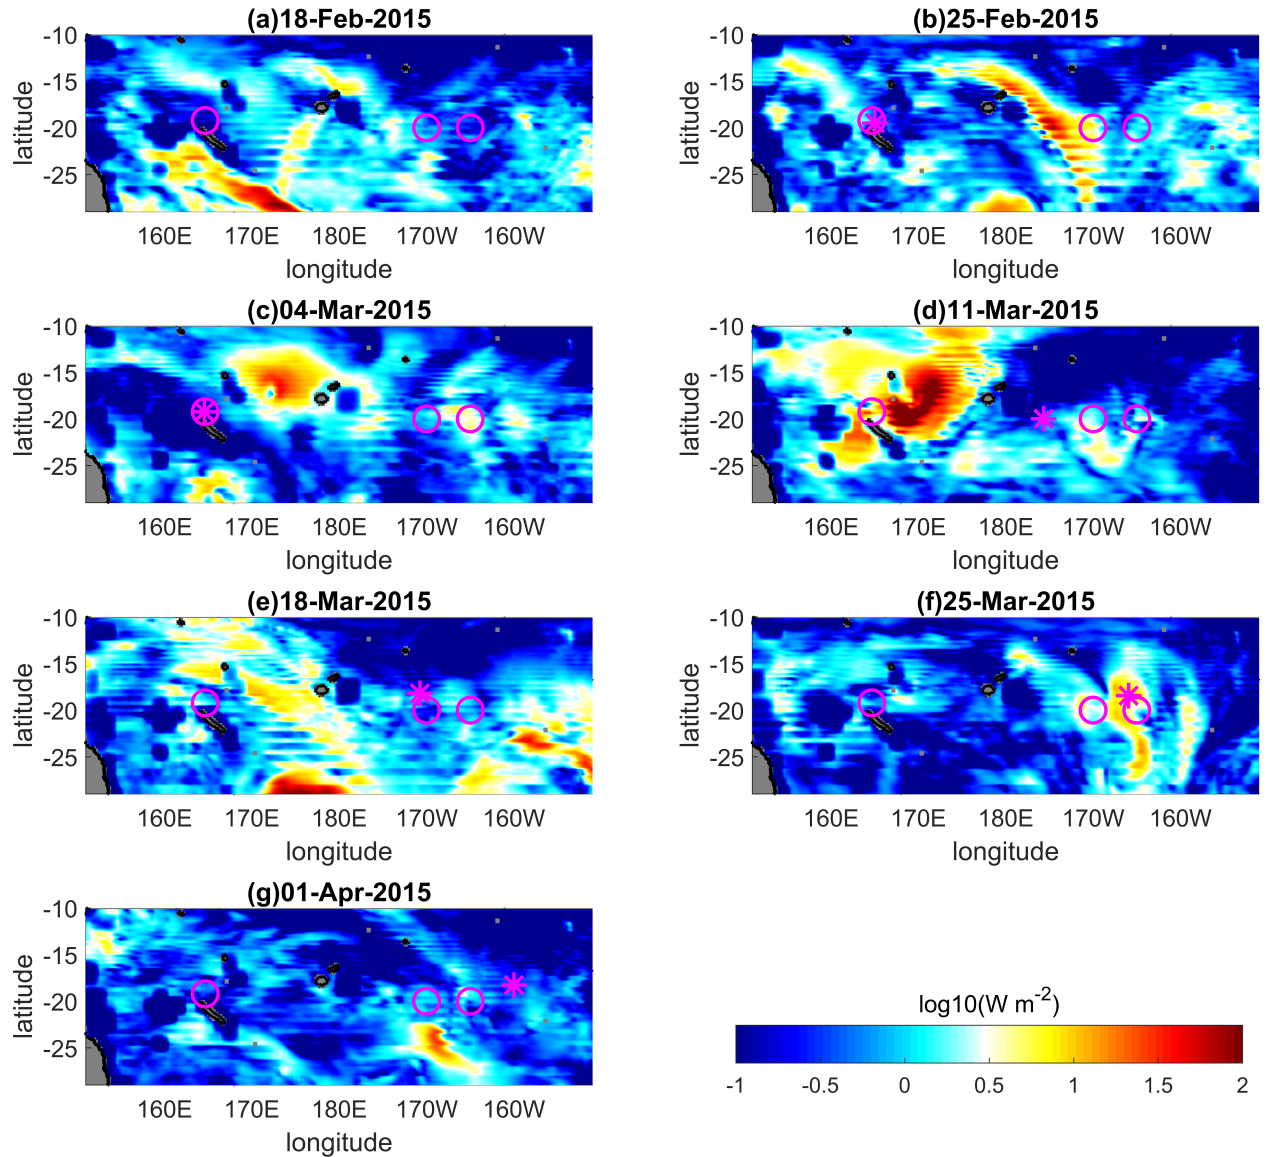 (a)18-Feb-2015
-10
-15
-20
-25
latitude
160E 170E 180E 170W 160W
longitude
(b)25-Feb-2015
-10
-15
-20
-25
latitude
160E 170E 180E 170W 160W
longitude
(c)04-Mar-2015
-10
-15
-20
-25
latitude
160E 170E 180E 170W 160W
longitude
(d)11-Mar-2015
-10
-15
-20
-25
latitude
160E 170E 180E 170W 160W
longitude
(e)18-Mar-2015
-10
-15
-20
-25
latitude
160E 170E 180E 170W 160W
longitude
(f)25-Mar-2015
-10
-15
-20
-25
latitude
160E 170E 180E 170W 160W
longitude
(g)01-Apr-2015
-10
-15
-20
-25
latitude
160E 170E 180E 170W 160W
longitude
log10(W m⁻²)
-1 -0.5 0 0.5 1 1.5 2